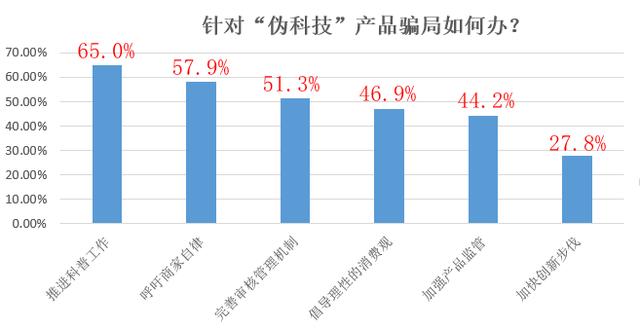 针对“伪科技”产品骗局如何办？
70.00%
60.00%
50.00%
40.00%
30.00%
20.00%
10.00%
0.00%
65.0%
57.9%
51.3%
46.9%
44.2%
27.8%
推进科普工作
呼吁商家自律
完善审核管理机制
倡导理性的消费观
加强产品监管
加快创新步伐